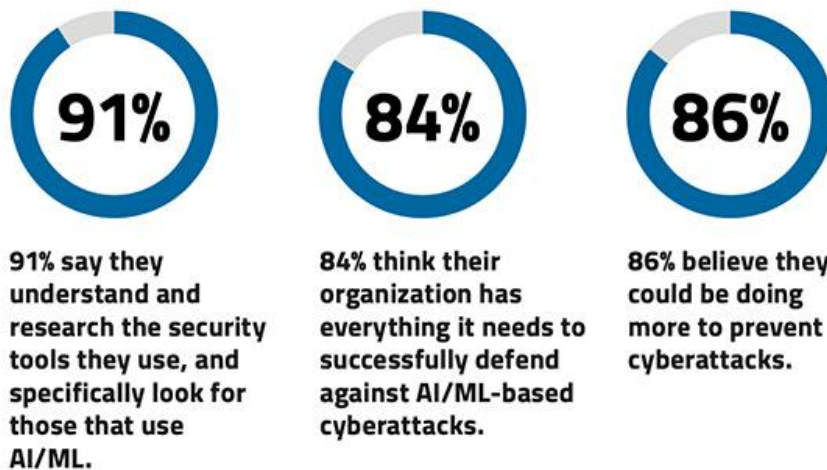 91%
84%
86%
91% say they
understand and
research the security
tools they use, and
specifically look for
those that use
AI/ML.
84% think their
organization has
everything it needs to
successfully defend
against AI/ML-based
cyberattacks.
86% believe they
could be doing
more to prevent
cyberattacks.